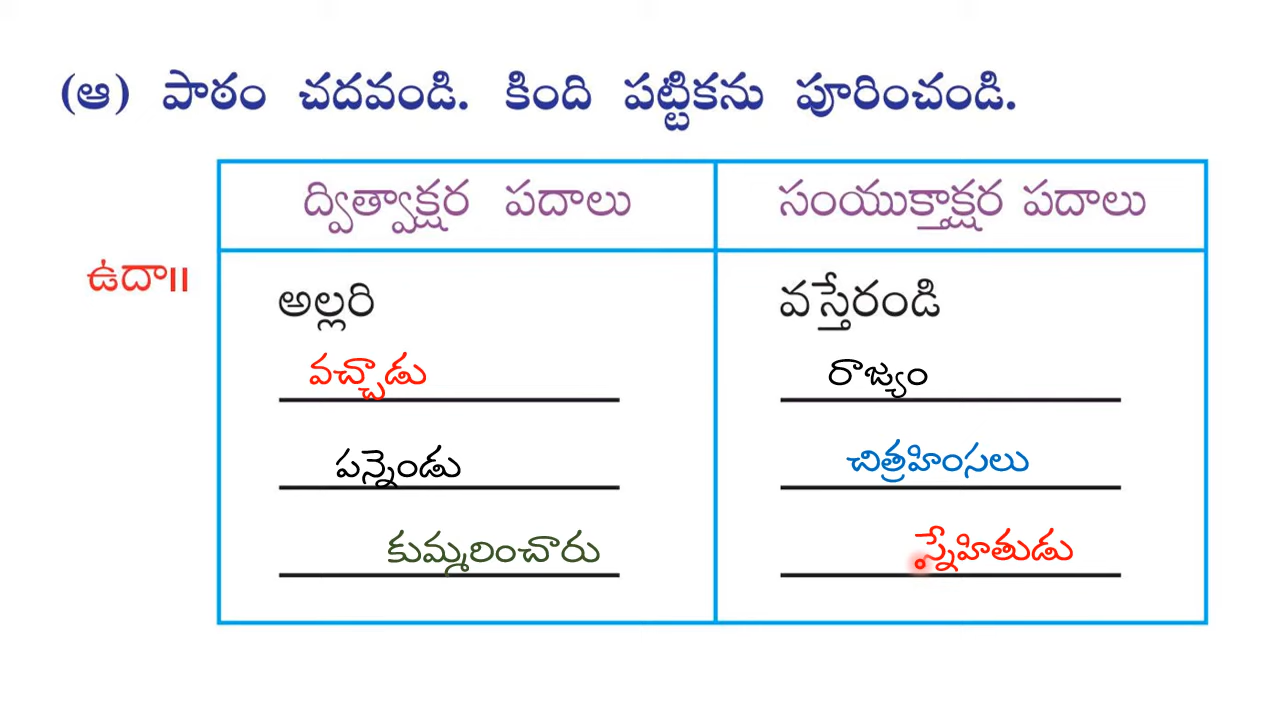 (ఆ) పాఠం చదవండి. కింది పట్టికను పూరించండి.
ద్విత్వాక్షర పదాలు సంయుక్తాక్షర పదాలు
ఉదా॥
అల్లరి వస్తేరండి
వచ్చాడు రాజ్యం
పన్నెండు చిత్రహింసలు
కుమ్మరించారు స్నేహితుడు